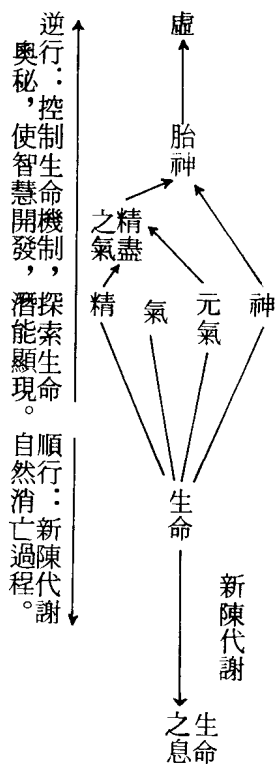 虛
胎神
精盡
之氣
神
元氣
氣
精
生命
新陳代謝
生命
之息
逆行：控制生命機制，探索生命
奧秘，使智慧開發，潛能顯現。
順行：新陳代謝
自然消亡過程。